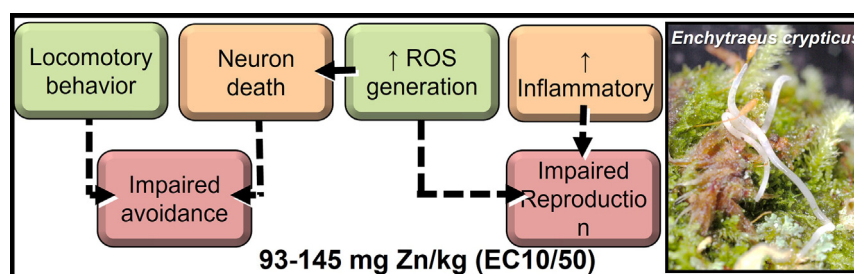 Locomotory
behavior
Neuron
death
↑ ROS
generation
↑
Inflammatory
Enchytraeus crypticus
Impaired
avoidance
Impaired
Reproductio
n
93-145 mg Zn/kg (EC10/50)